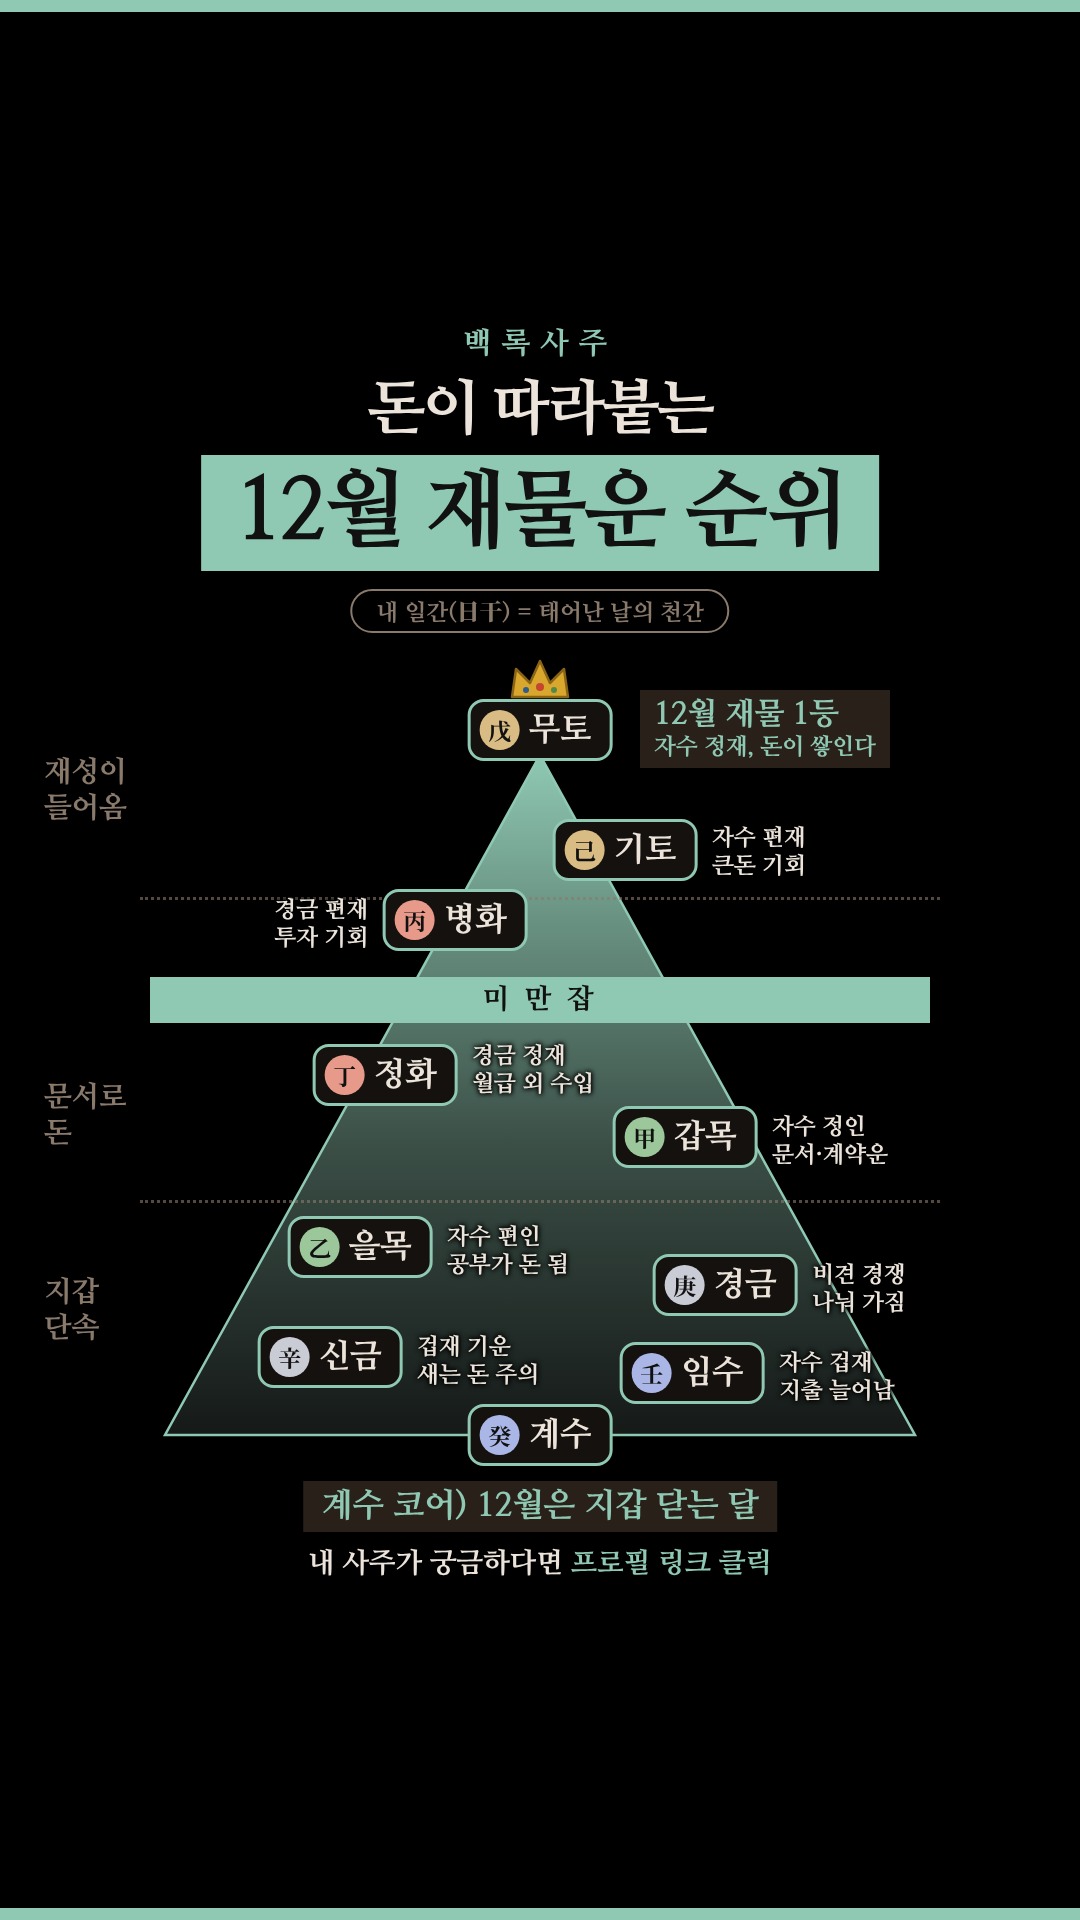 백록사주
돈이 따라붙는
12월 재물운 순위
내 일간(日干) = 태어난 날의 천간
戊 무토
12월 재물 1등
자수 정재, 돈이 쌓인다
재성이
들어옴
己 기토
자수 편재
큰돈 기회
경금 편재
투자 기회
丙 병화
미만잡
丁 정화
경금 정재
월급 외 수입
문서로
돈
甲 갑목
자수 정인
문서·계약운
乙 을목
자수 편인
공부가 돈 됨
庚 경금
비견 경쟁
나눠 가짐
지갑
단속
辛 신금
겁재 기운
새는 돈 주의
壬 임수
자수 겁재
지출 늘어남
癸 계수
계수 코어) 12월은 지갑 닫는 달
내 사주가 궁금하다면 프로필 링크 클릭